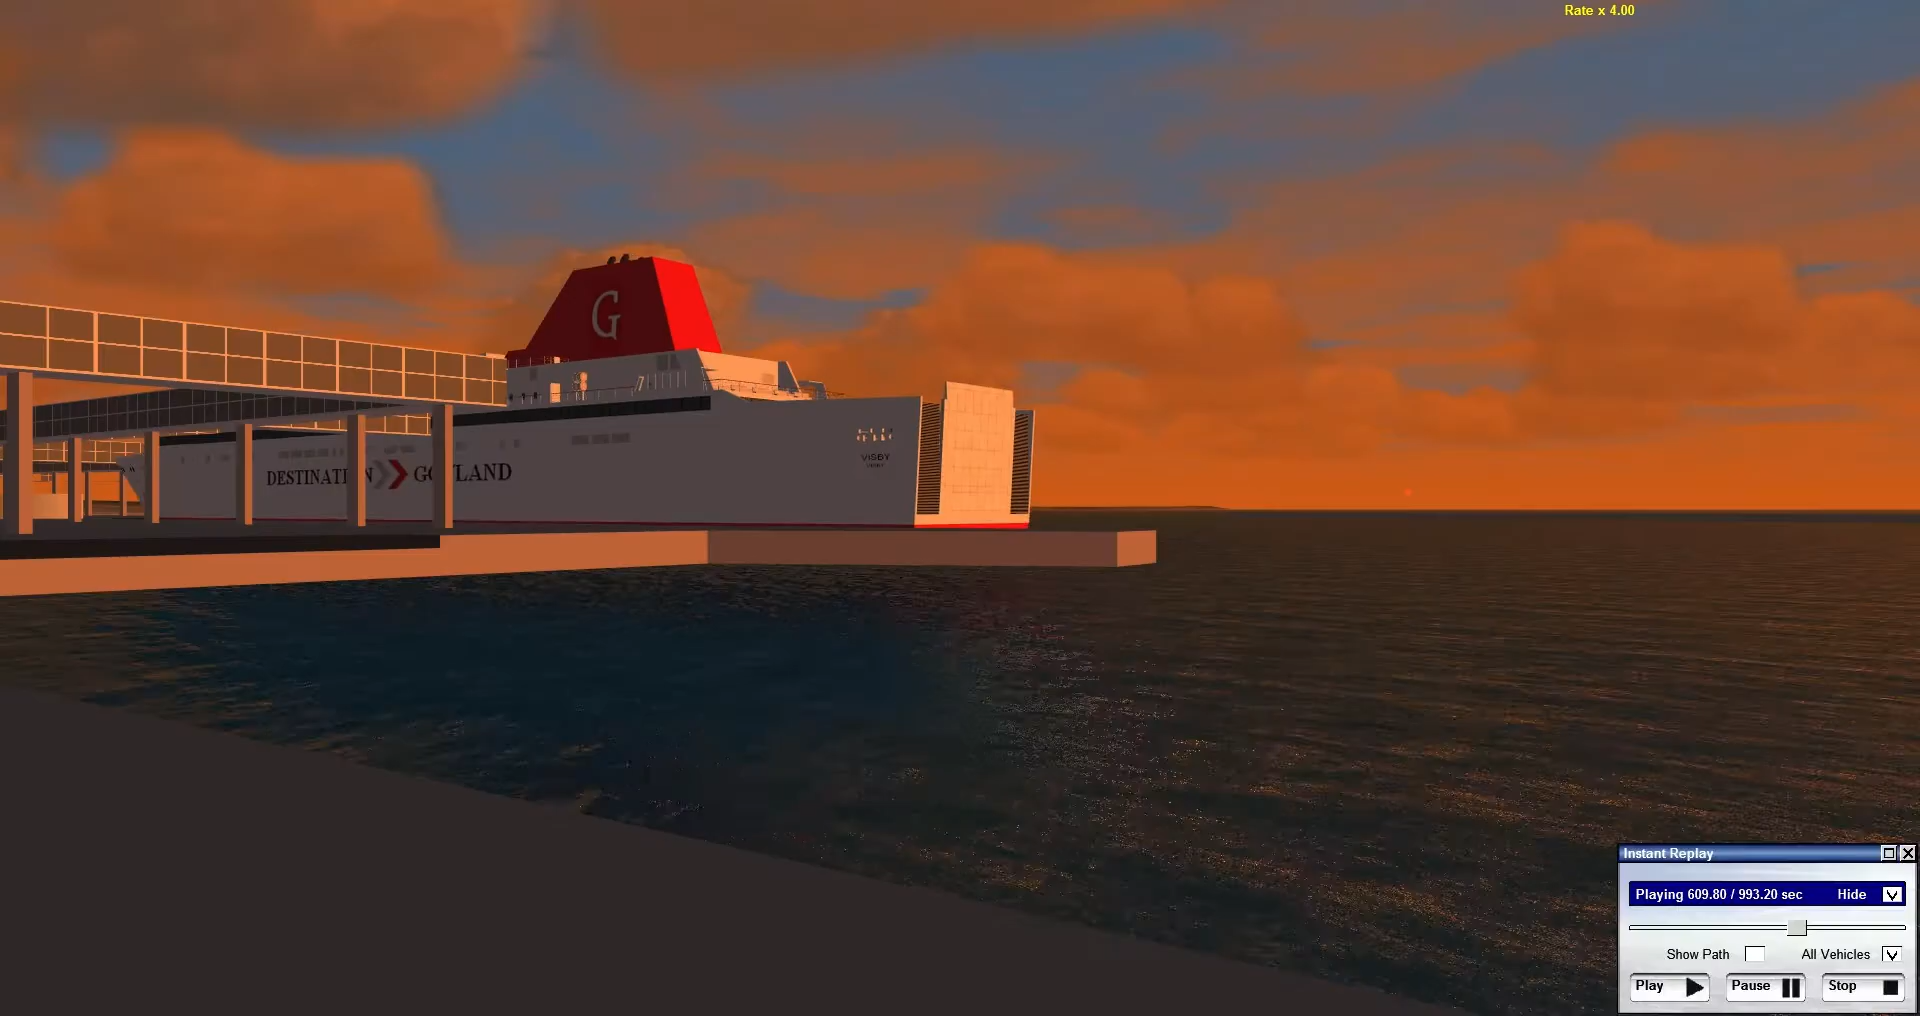 Rate x 4.00
G
DESTINATI N GO LAND
VISBY
Instant Replay
Playing 609.80 / 993.20 sec Hide
Show Path All Vehicles
Play Pause Stop